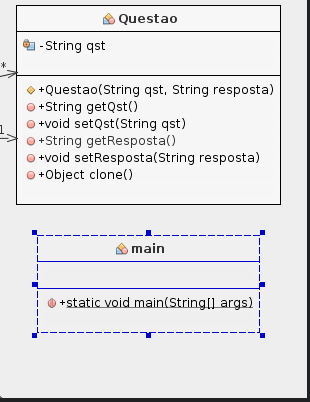 Questao
-String qst
*
+Questao(String qst, String resposta)
+String getQst()
+void setQst(String qst)
1
+String getResposta()
+void setResposta(String resposta)
+Object clone()
main
+static void main(String[] args)